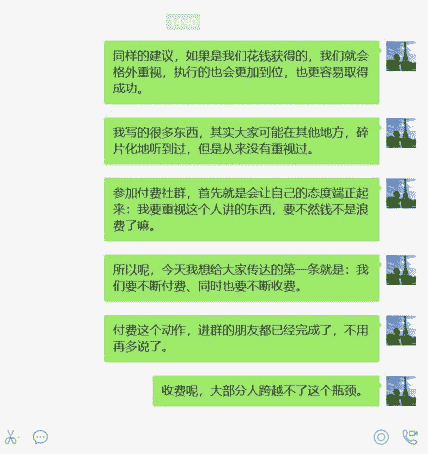 同样的建议，如果是我们花钱获得的，我们就会
格外重视，执行的也会更加到位，也更容易取得
成功。
我写的很多东西，其实大家可能在其他地方，碎
片化地听到过，但是从来没有重视过。
参加付费社群，首先就是会让自己的态度端正起
来：我要重视这个人讲的东西，要不然钱不是浪
费了嘛。
所以呢，今天我想给大家传达的第一条就是：我
们要不断付费、同时也要不断收费。
付费这个动作，进群的朋友都已经完成了，不用
再多说了。
收费呢，大部分人跨越不了这个瓶颈。